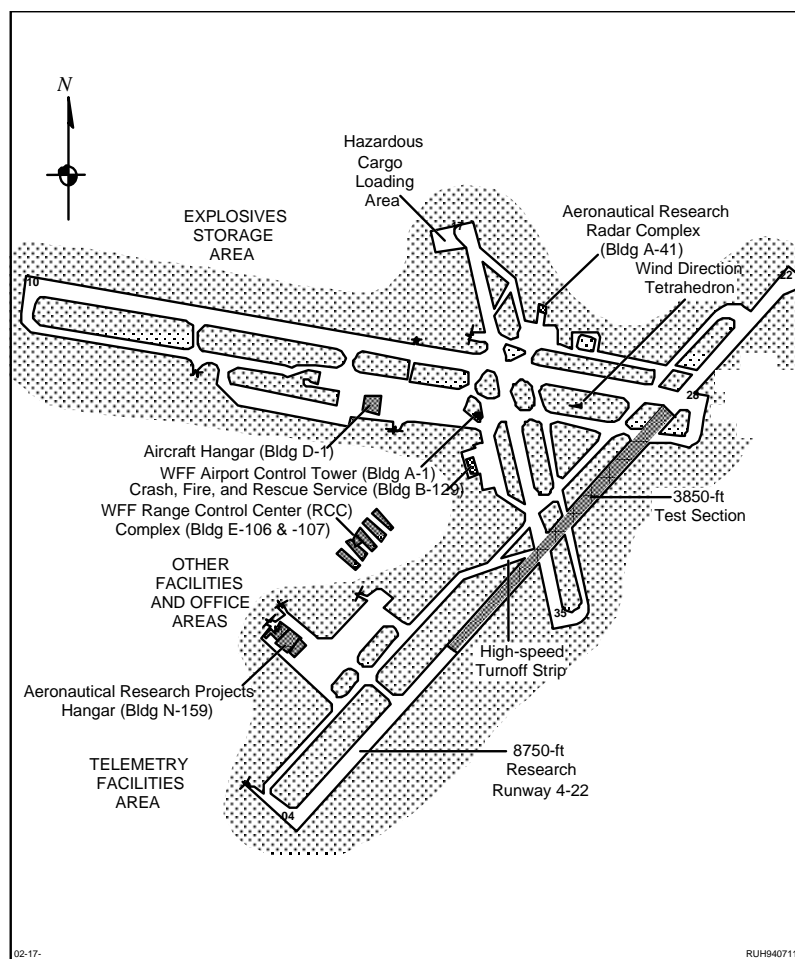 N
Hazardous
Cargo
Loading
Area
17
EXPLOSIVES
STORAGE
AREA
Aeronautical Research
Radar Complex
(Bldg A-41)
Wind Direction
Tetrahedron
22
10
28
Aircraft Hangar (Bldg D-1)
WFF Airport Control Tower (Bldg A-1)
Crash, Fire, and Rescue Service (Bldg B-129)
WFF Range Control Center (RCC)
Complex (Bldg E-106 & -107)
3850-ft
Test Section
OTHER
FACILITIES
AND OFFICE
AREAS
35
High-speed
Turnoff Strip
Aeronautical Research Projects
Hangar (Bldg N-159)
8750-ft
Research
Runway 4-22
TELEMETRY
FACILITIES
AREA
04
02-17-
RUH940711